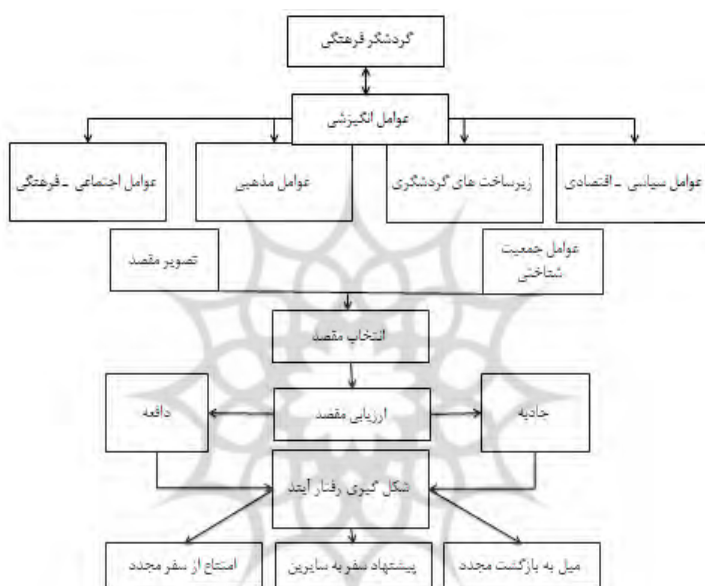 گردشگر فرهنگی
عوامل انگیزشی
عوامل سیاسی - اقتصادی
زیرساخت های گردشگری
عوامل مذهبی
عوامل اجتماعی - فرهنگی
عوامل جمعیت
شناختی
تصویر مقصد
انتخاب مقصد
جاذبه
ارزیابی مقصد
دافعه
شکل گیری رفتار آیند
میل به بازگشت مجدد
پیشنهاد سفر به سایرین
امتناع از سفر مجدد